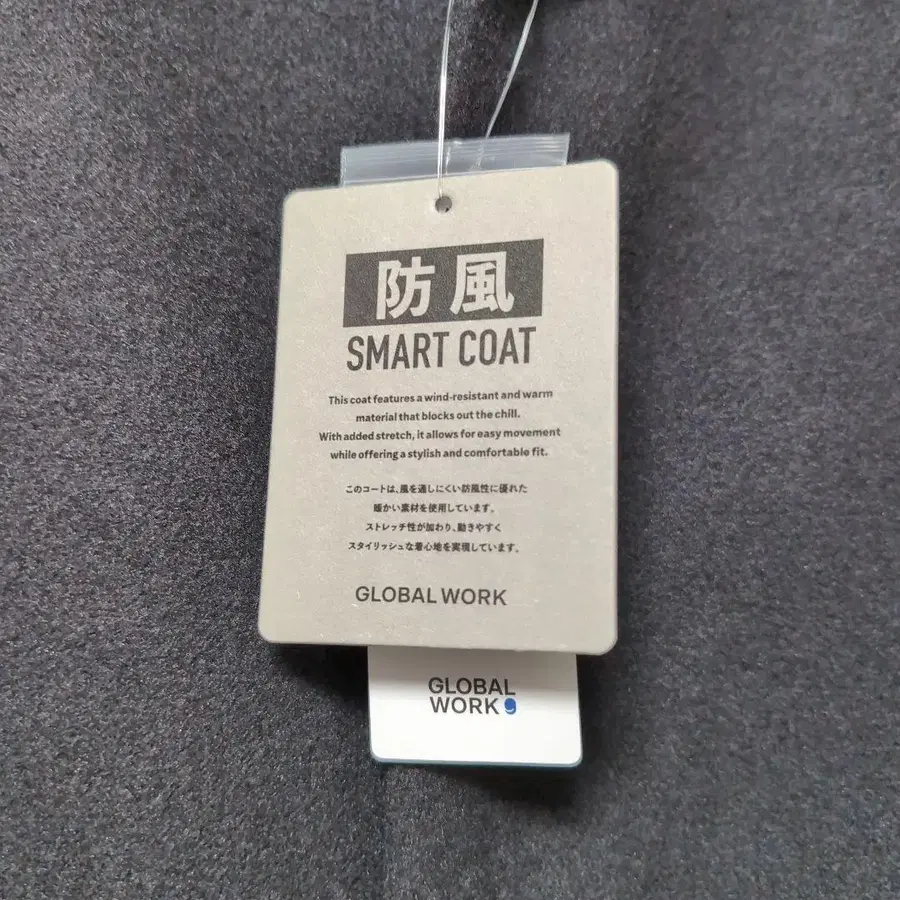 防風
SMART COAT
This coat features a wind-resistant and warm
material that blocks out the chill.
With added stretch, it allows for easy movement
while offering a stylish and comfortable fit.
このコートは、風を通しにくい防風性に優れた
暖かい素材を使用しています。
ストレッチ性が加わり、動きやすく
スタイリッシュな着心地を実現しています。
GLOBAL WORK
GLOBAL
WORK